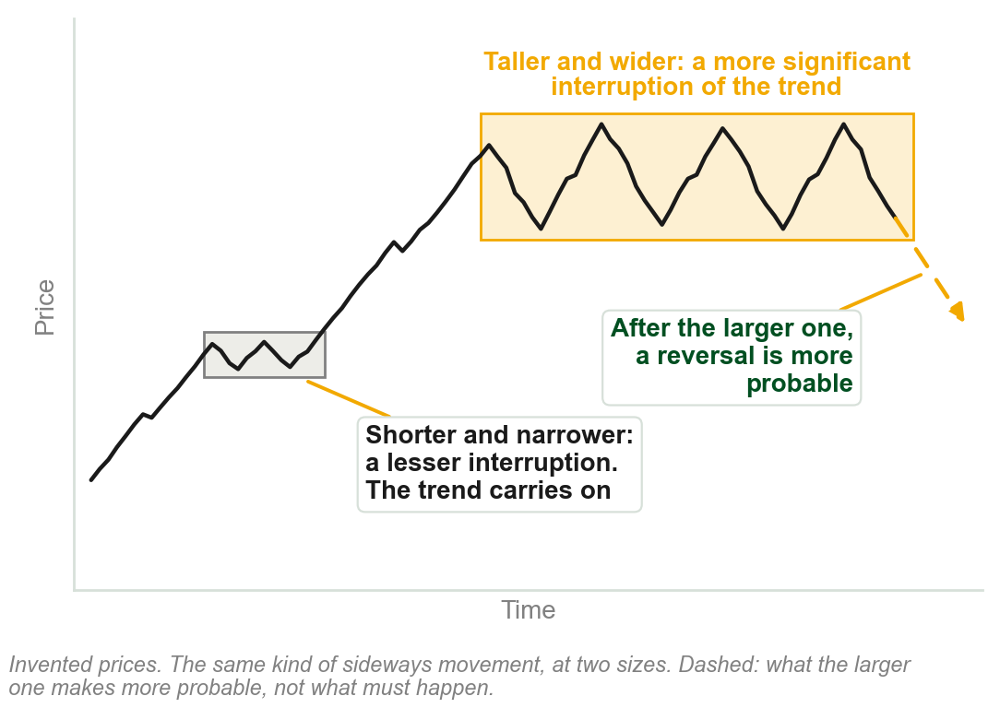 Taller and wider: a more significant
interruption of the trend
Price
After the larger one,
a reversal is more
probable
Shorter and narrower:
a lesser interruption.
The trend carries on
Time
Invented prices. The same kind of sideways movement, at two sizes. Dashed: what the larger
one makes more probable, not what must happen.